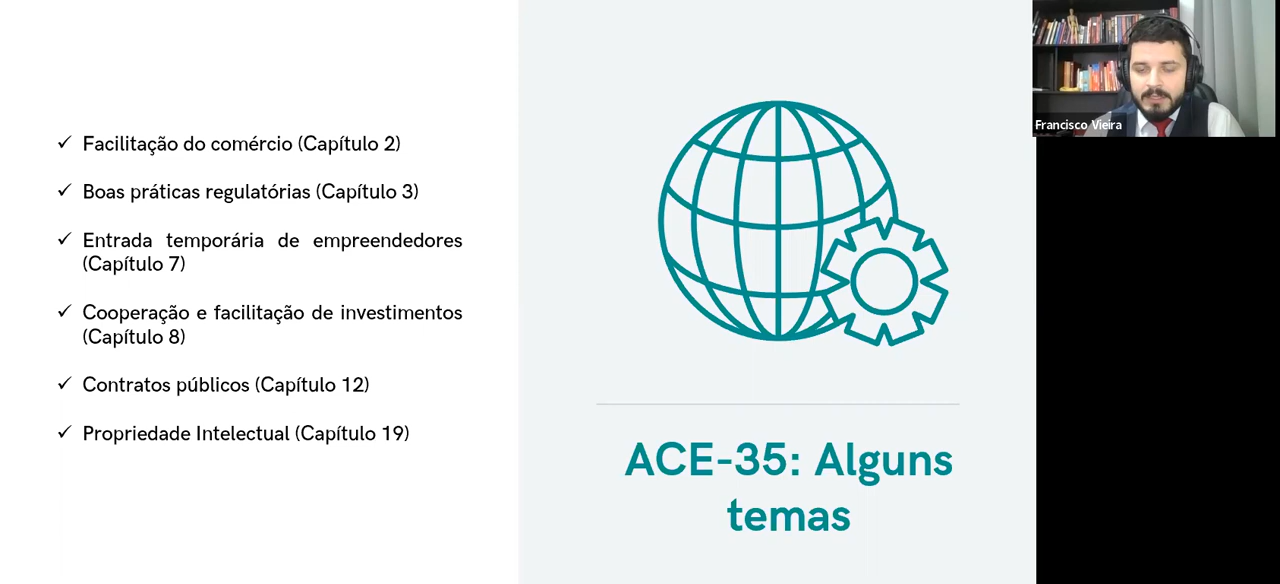 ✓ Facilitação do comércio (Capítulo 2)
✓ Boas práticas regulatórias (Capítulo 3)
✓ Entrada temporária de empreendedores
(Capítulo 7)
✓ Cooperação e facilitação de investimentos
(Capítulo 8)
✓ Contratos públicos (Capítulo 12)
✓ Propriedade Intelectual (Capítulo 19)
ACE-35: Alguns
temas
Francisco Vieira